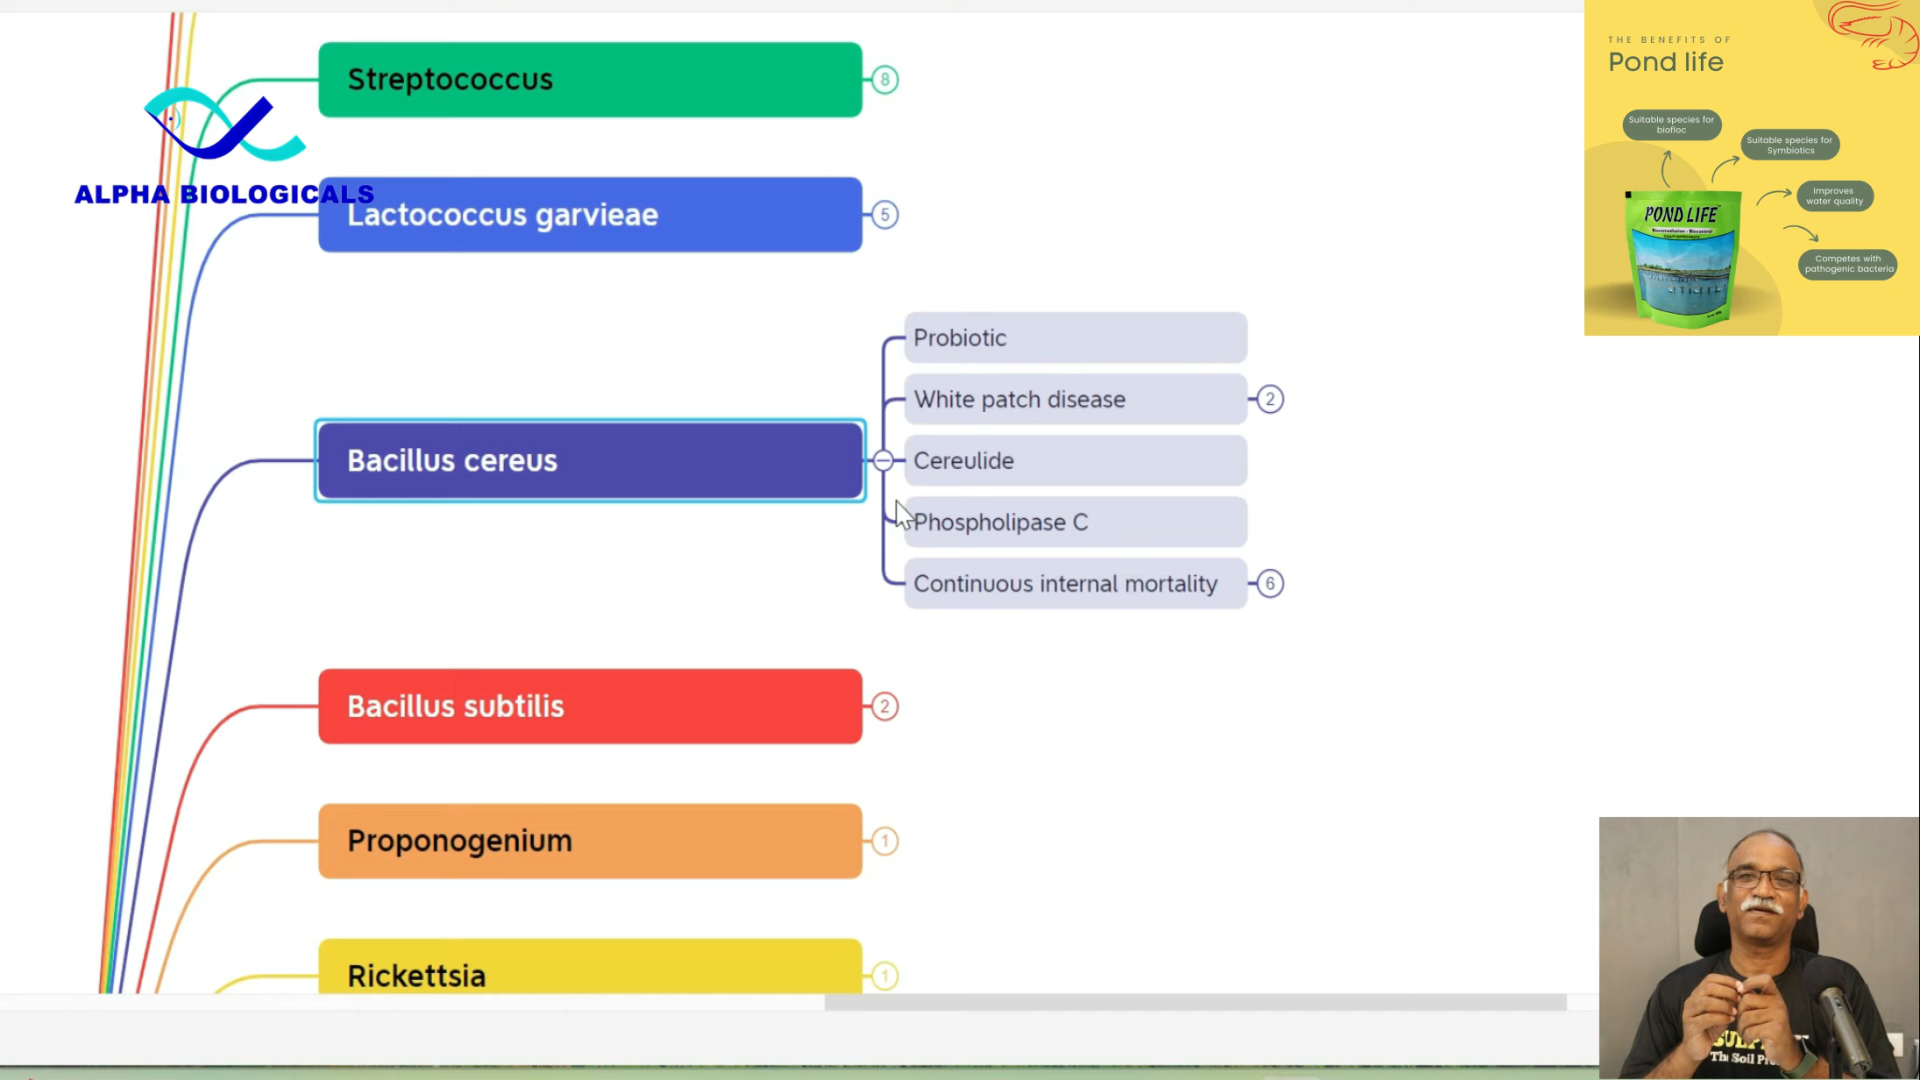 Streptococcus
8
ALPHA BIOLOGICALS
Lactococcus garvieae
5
Bacillus cereus
Probiotic
White patch disease
2
Cereulide
Phospholipase C
Continuous internal mortality
6
Bacillus subtilis
2
Proponogenium
1
Rickettsia
1
THE BENEFITS OF
Pond life
Suitable species for
biofloc
Suitable species for
Symbiotics
Improves
water quality
Competes with
pathogenic bacteria
POND LIFE
The Soil